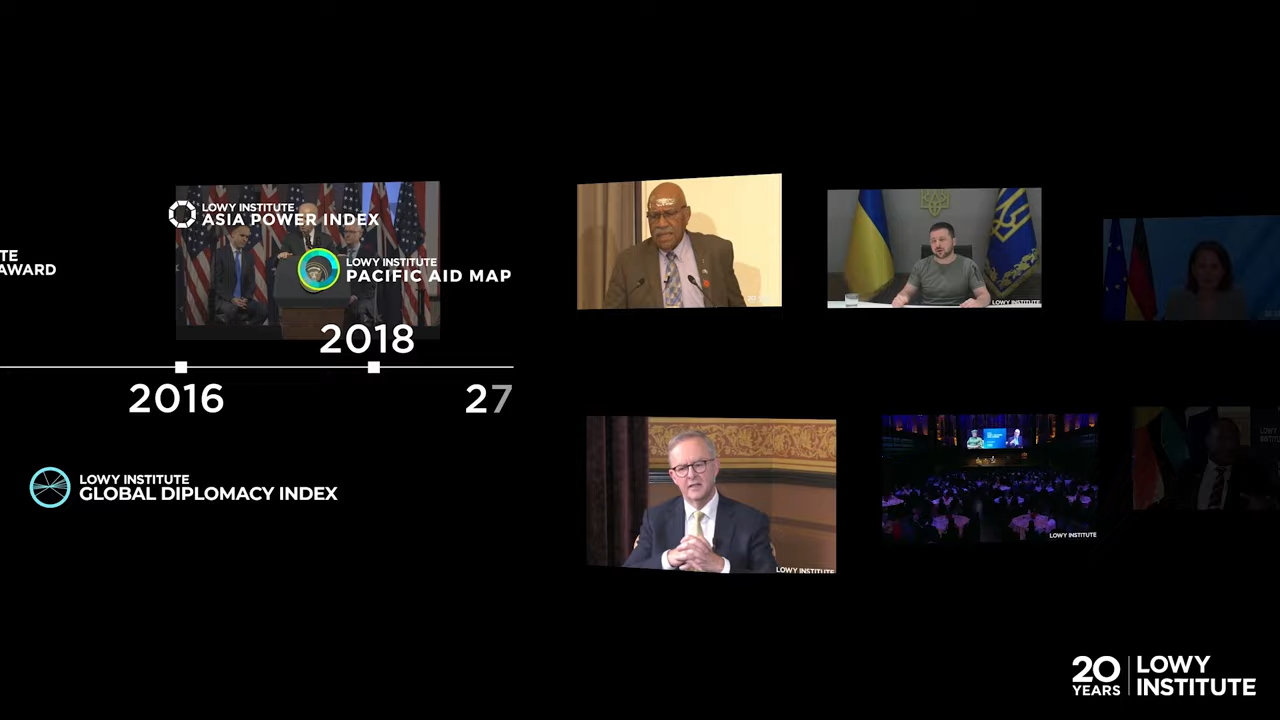 LOWY INSTITUTE
ASIA POWER INDEX
TE
AWARD
LOWY INSTITUTE
PACIFIC AID MAP
2018
2016
27
LOWY INSTITUTE
GLOBAL DIPLOMACY INDEX
LOWY INSTITUTE
LOWY INSTITUTE
LOWY INSTITUTE
20
YEARS
LOWY
INSTITUTE